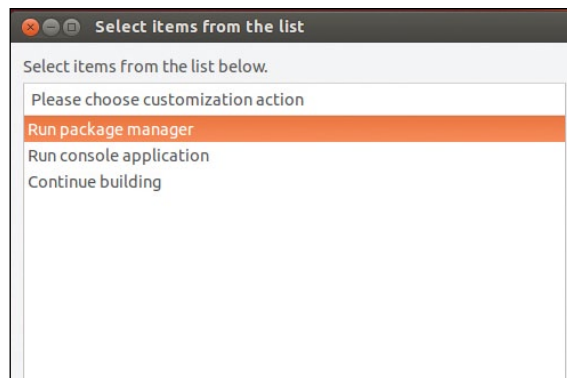 Select items from the list
Select items from the list below.
Please choose customization action
Run package manager
Run console application
Continue building